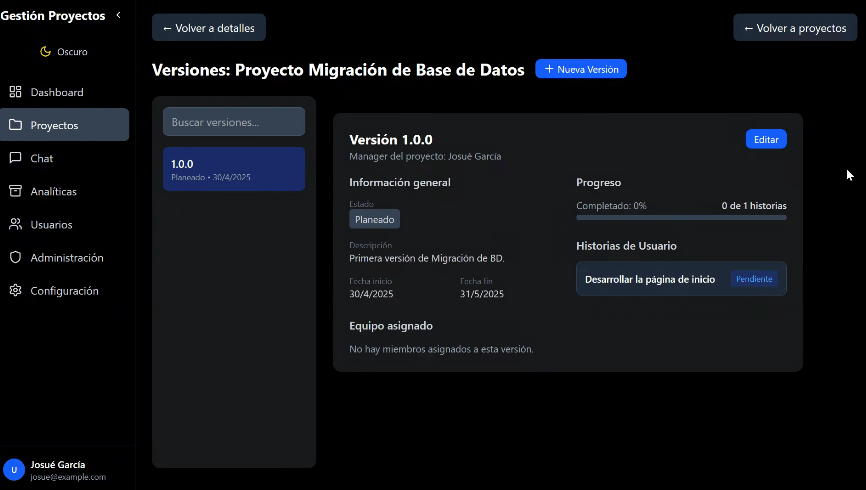 Gestión Proyectos
Oscuro
Dashboard
Proyectos
Chat
Analíticas
Usuarios
Administración
Configuración
U
Josué García
josue@example.com
← Volver a detalles
← Volver a proyectos
Versiones: Proyecto Migración de Base de Datos
+ Nueva Versión
Buscar versiones...
1.0.0
Planeado • 30/4/2025
Versión 1.0.0
Editar
Manager del proyecto: Josué García
Información general
Estado
Planeado
Descripción
Primera versión de Migración de BD.
Fecha inicio
Fecha fin
30/4/2025
31/5/2025
Equipo asignado
No hay miembros asignados a esta versión.
Progreso
Completado: 0%
0 de 1 historias
Historias de Usuario
Desarrollar la página de inicio
Pendiente